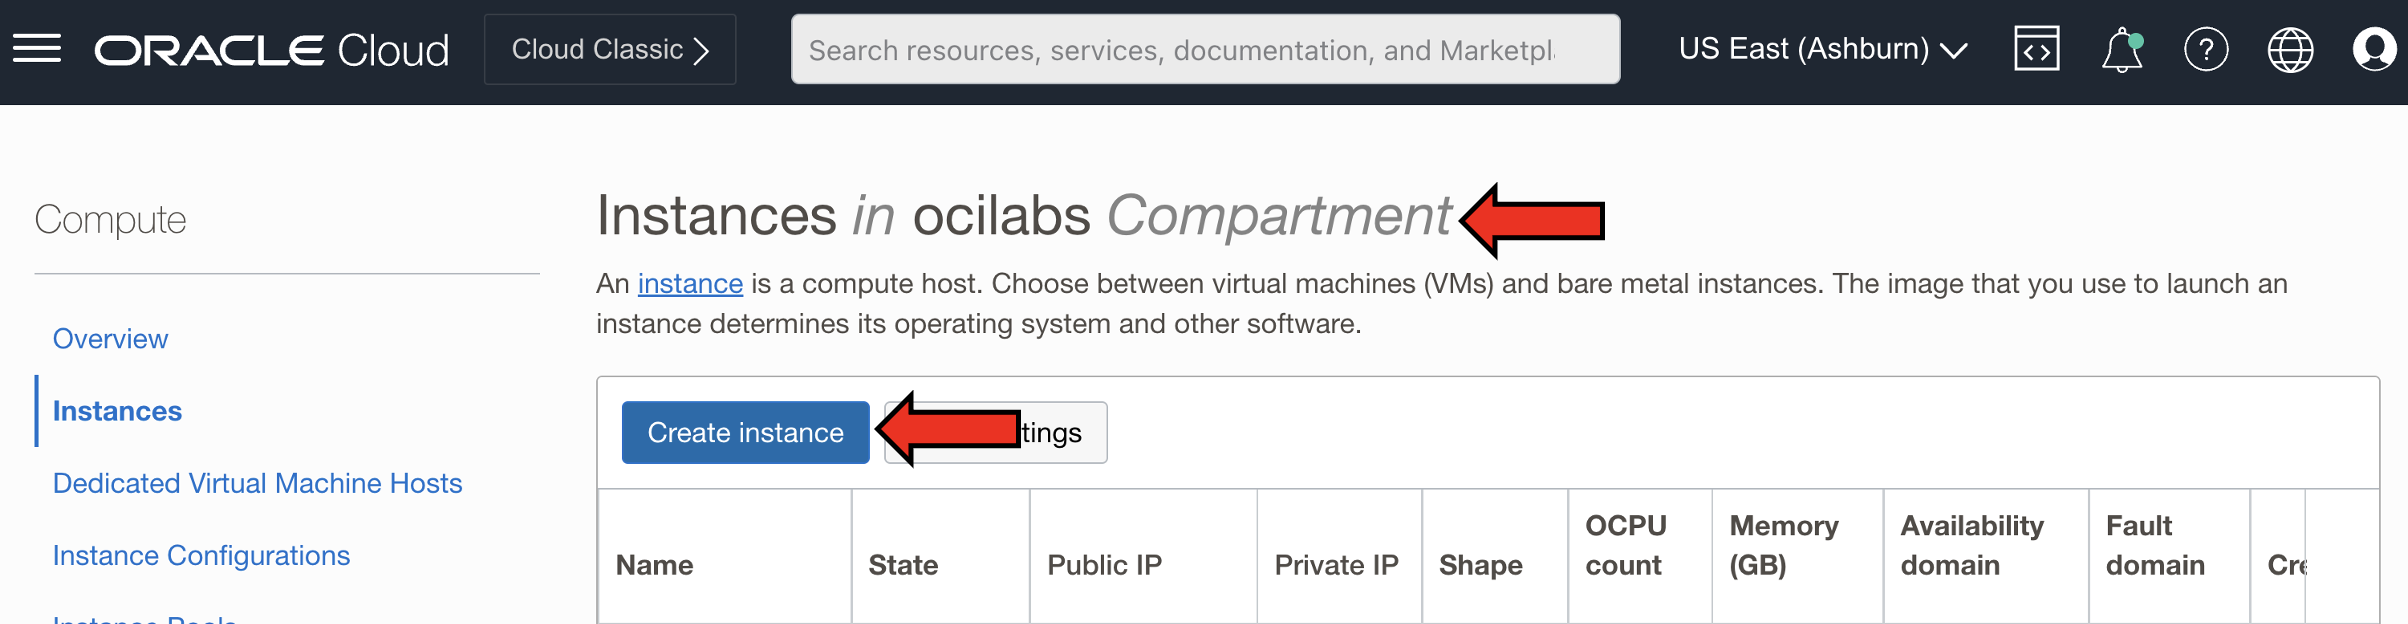 ORACLE Cloud
Cloud Classic
Search resources, services, documentation, and Marketpl
US East (Ashburn)
Compute
Overview
Instances
Dedicated Virtual Machine Hosts
Instance Configurations
Instance Pools
Instances in ocilabs Compartment
An instance is a compute host. Choose between virtual machines (VMs) and bare metal instances. The image that you use to launch an
instance determines its operating system and other software.
Create instance
tings
Name
State
Public IP
Private IP
Shape
OCPU
count
Memory
(GB)
Availability
domain
Fault
domain
Cre